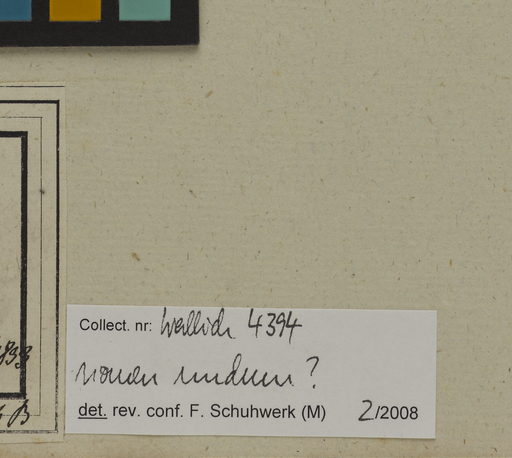 Collect. nr: Wallich 4394
nomen nudum?
det. rev. conf. F. Schuhwerk (M) 2/2008